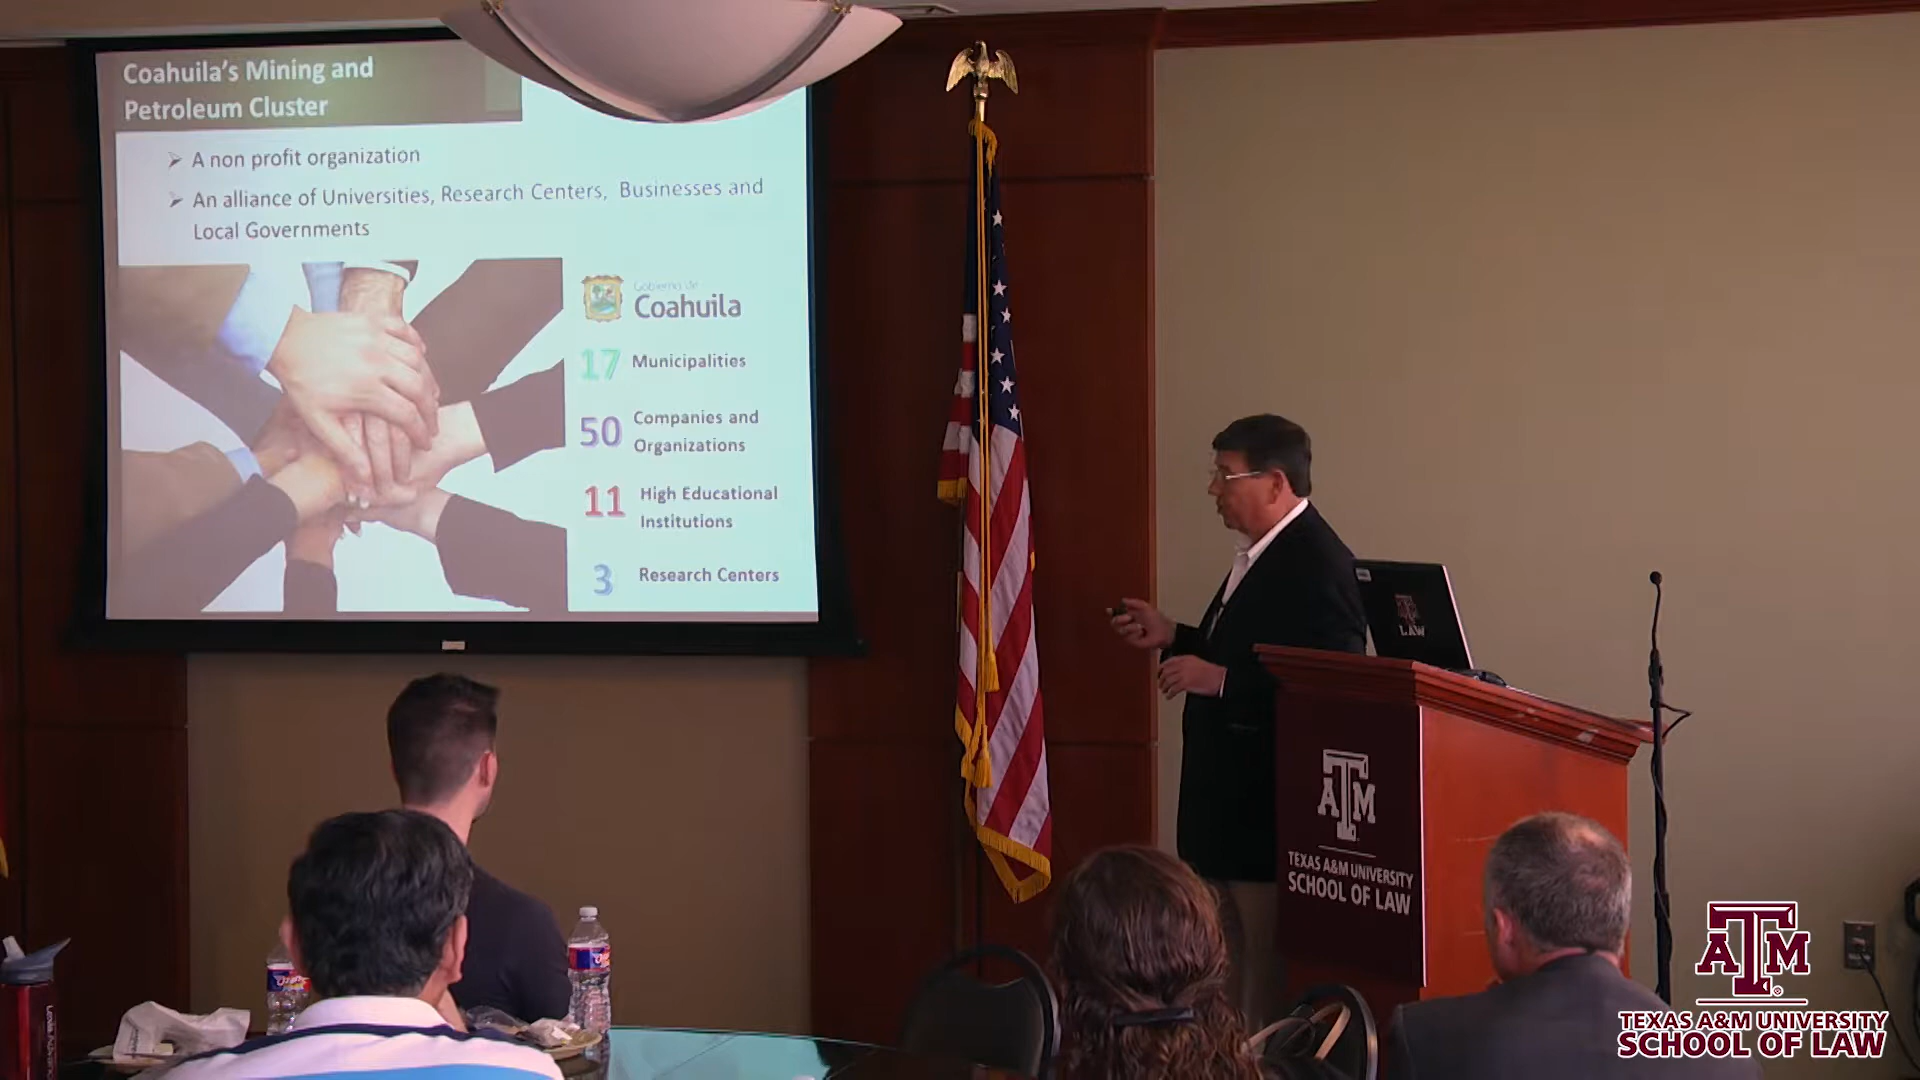 Coahuila's Mining and
Petroleum Cluster
A non profit organization
An alliance of Universities, Research Centers, Businesses and
Local Governments
Gobierno de
Coahuila
17 Municipalities
50 Companies and
Organizations
11 High Educational
Institutions
3 Research Centers
LAW
ATM
TEXAS A&M UNIVERSITY
SCHOOL OF LAW
ATM
TEXAS A&M UNIVERSITY
SCHOOL OF LAW